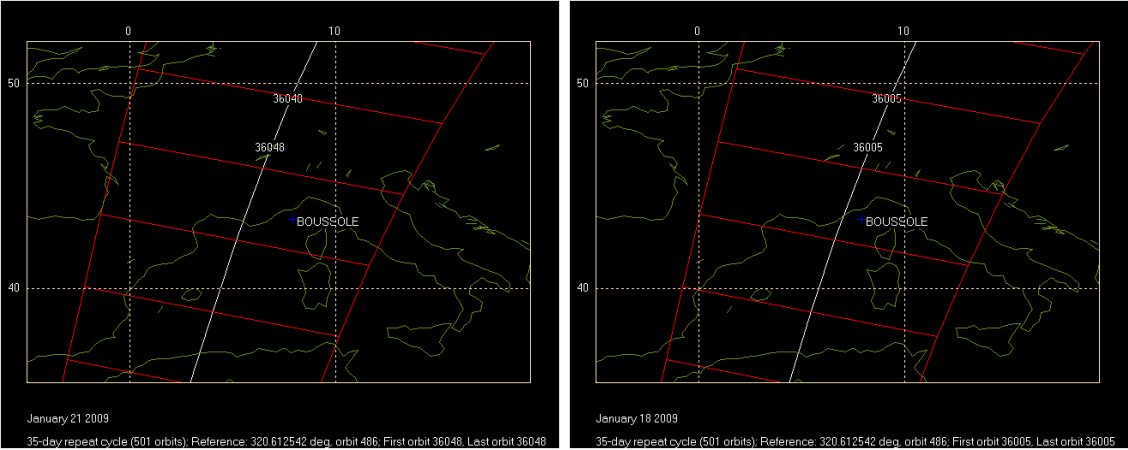 0 10
50
36040
36048
BOUSSOLE
40
January 21 2009
35-day repeat cycle (501 orbits); Reference: 320.612542 deg, orbit 486; First orbit 36048, Last orbit 36048
0 10
50
36005
36005
BOUSSOLE
40
January 18 2009
35-day repeat cycle (501 orbits); Reference: 320.612542 deg, orbit 486; First orbit 36005, Last orbit 36005